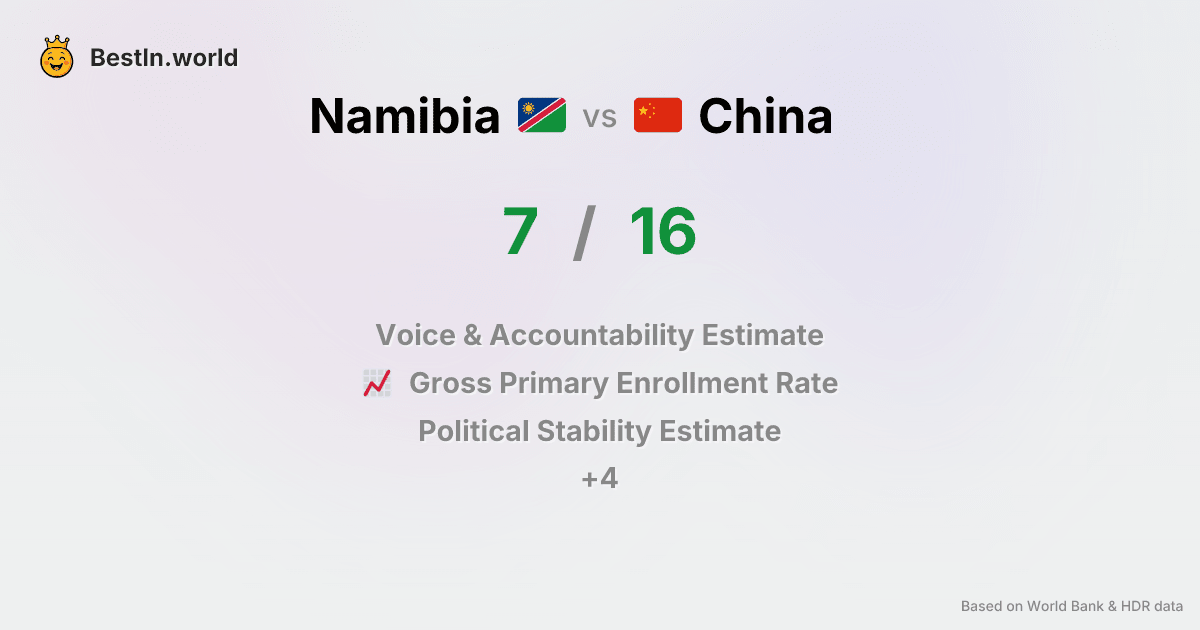 BestIn.world
Namibia vs China
7 / 16
Voice & Accountability Estimate
Gross Primary Enrollment Rate
Political Stability Estimate
+4
Based on World Bank & HDR data